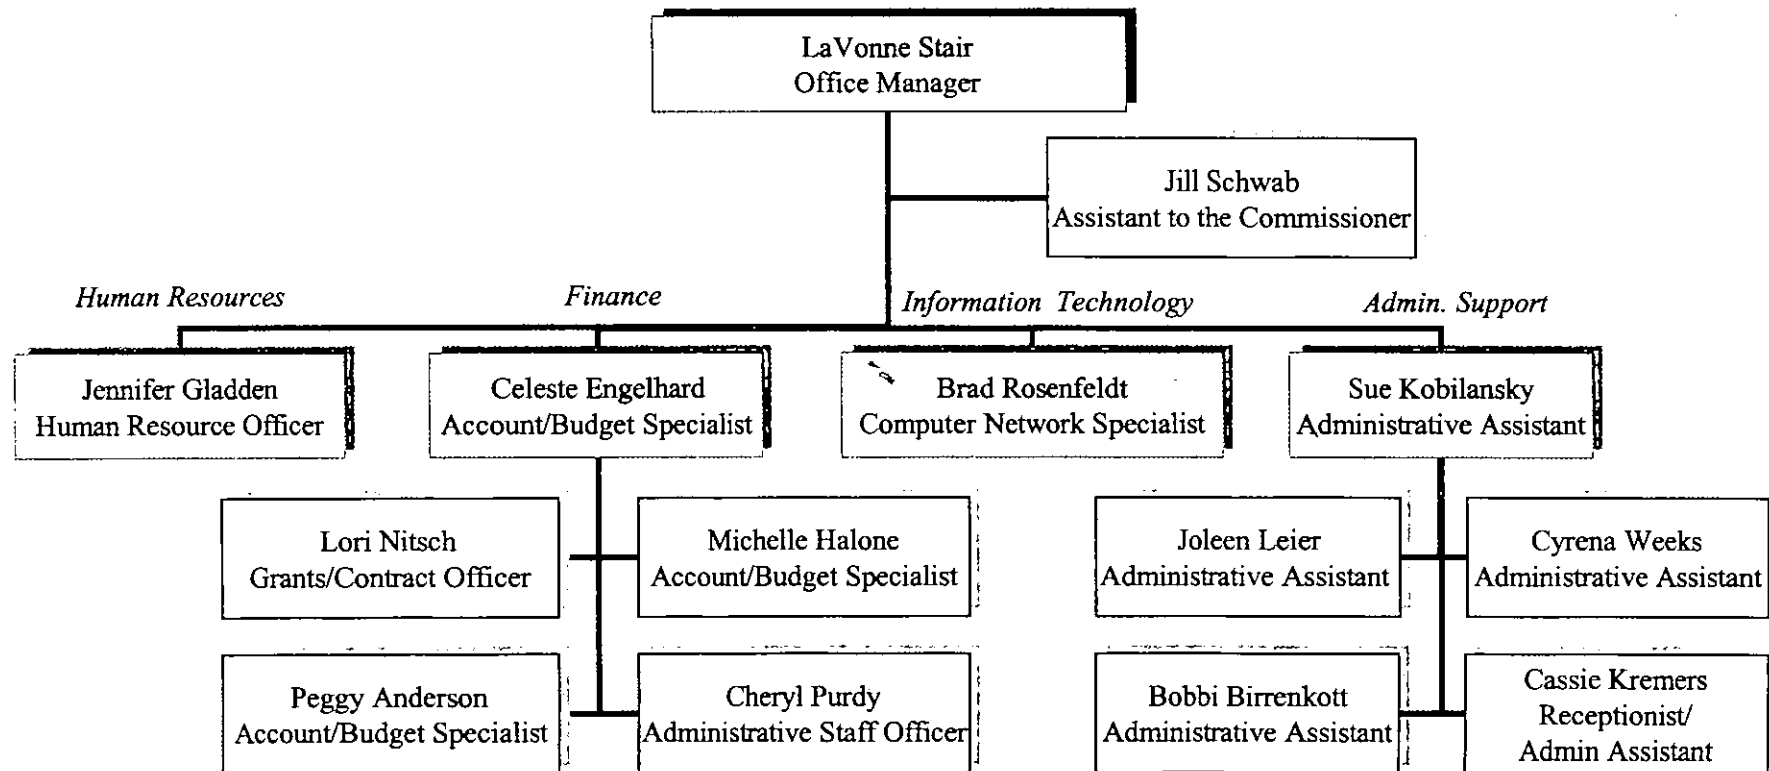 LaVonne Stair
Office Manager
Jill Schwab
Assistant to the Commissioner
Human Resources
Finance
Information Technology
Admin. Support
Jennifer Gladden
Human Resource Officer
Celeste Engelhard
Account/Budget Specialist
Brad Rosenfeldt
Computer Network Specialist
Sue Kobilansky
Administrative Assistant
Lori Nitsch
Grants/Contract Officer
Michelle Halone
Account/Budget Specialist
Joleen Leier
Administrative Assistant
Cyrena Weeks
Administrative Assistant
Peggy Anderson
Account/Budget Specialist
Cheryl Purdy
Administrative Staff Officer
Bobbi Birrenkott
Administrative Assistant
Cassie Kremers
Receptionist/
Admin Assistant